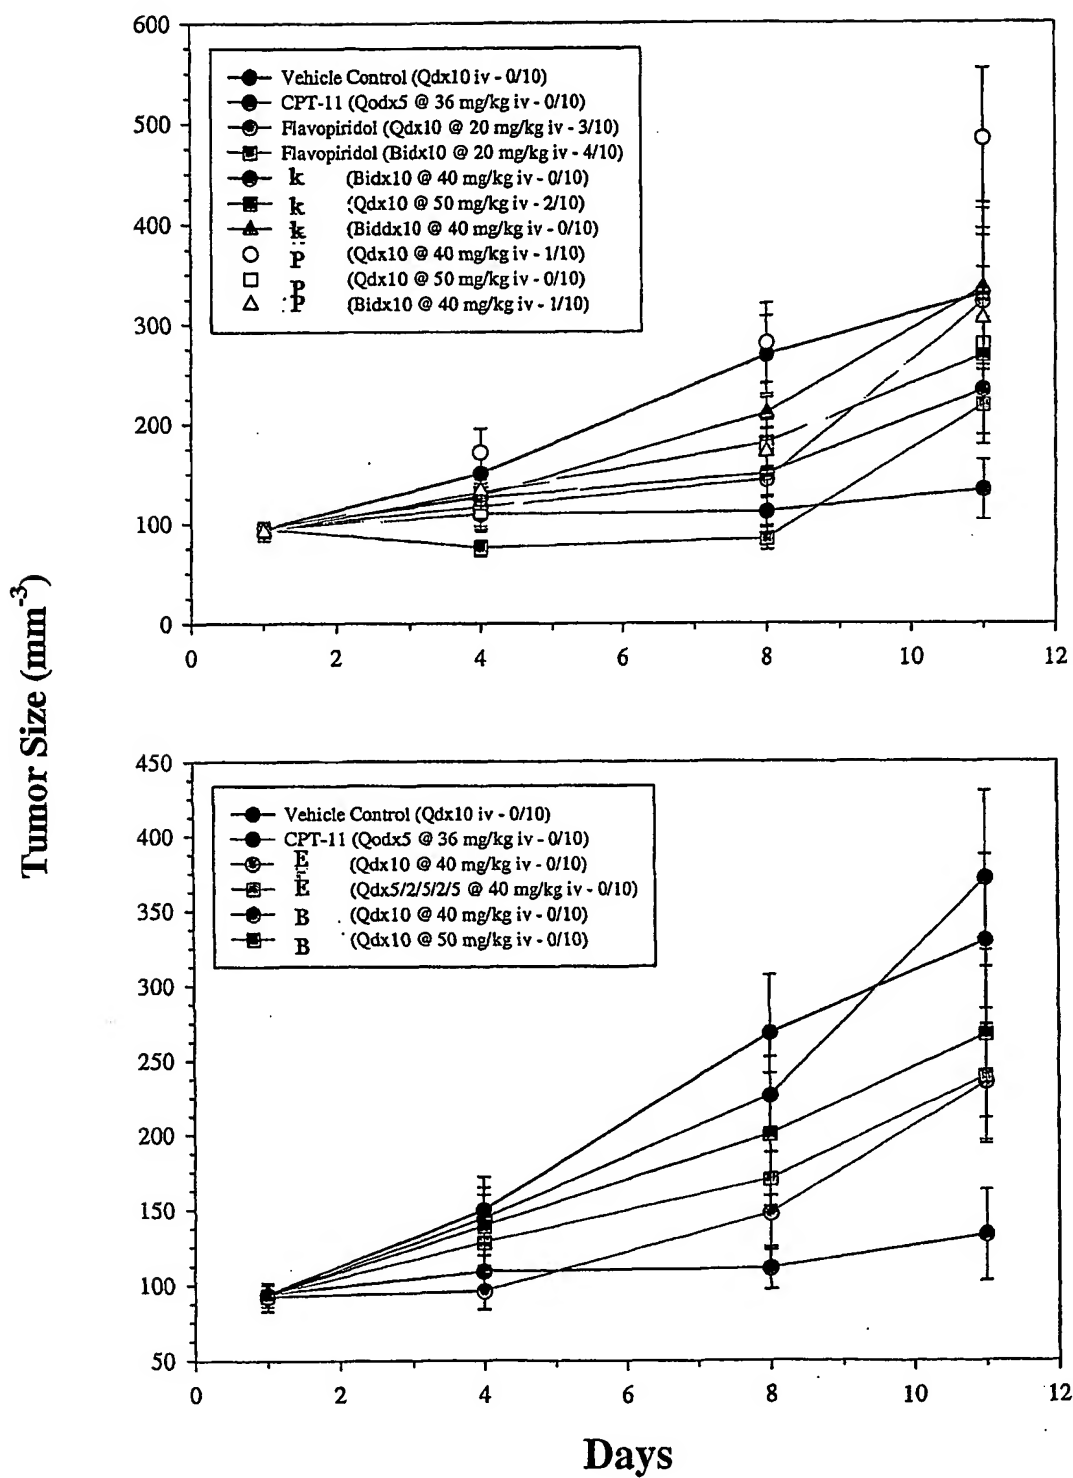 600
500
400
300
200
100
0
Vehicle Control (Qdx10 iv - 0/10)
CPT-11 (Qodx5 @ 36 mg/kg iv - 0/10)
Flavopiridol (Qdx10 @ 20 mg/kg iv - 3/10)
Flavopiridol (Bidx10 @ 20 mg/kg iv - 4/10)
k (Bidx10 @ 40 mg/kg iv - 0/10)
k (Qdx10 @ 50 mg/kg iv - 2/10)
k (Biddx10 @ 40 mg/kg iv - 0/10)
P (Qdx10 @ 40 mg/kg iv - 1/10)
P (Qdx10 @ 50 mg/kg iv - 0/10)
P (Bidx10 @ 40 mg/kg iv - 1/10)
0 2 4 6 8 10 12
Tumor Size (mm-3)
450
400
350
300
250
200
150
100
50
Vehicle Control (Qdx10 iv - 0/10)
CPT-11 (Qodx5 @ 36 mg/kg iv - 0/10)
E (Qdx10 @ 40 mg/kg iv - 0/10)
E (Qdx5/2/5/2/5 @ 40 mg/kg iv - 0/10)
B (Qdx10 @ 40 mg/kg iv - 0/10)
B (Qdx10 @ 50 mg/kg iv - 0/10)
0 2 4 6 8 10 12
Days